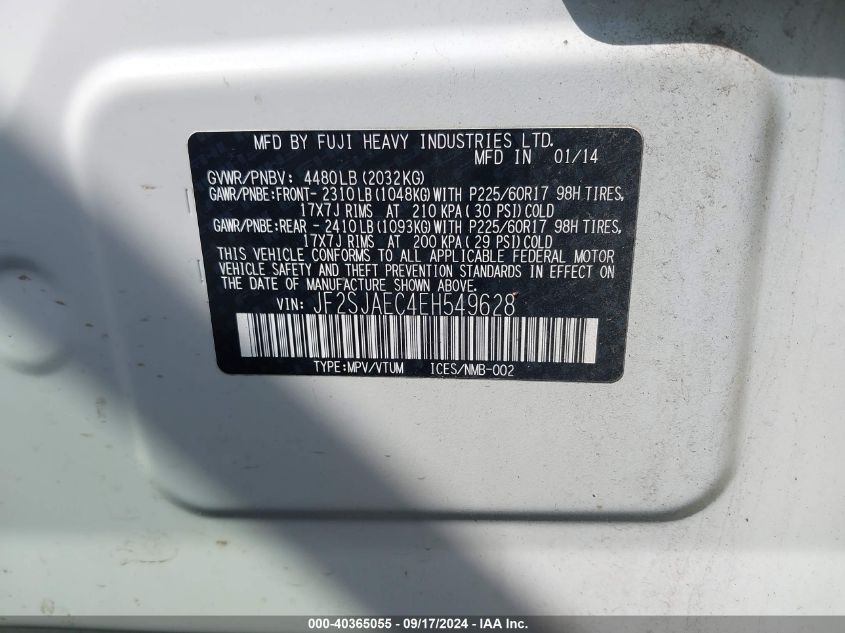 MFD BY FUJI HEAVY INDUSTRIES LTD.
MFD IN 01/14
GVWR/PNBV: 4480LB(2032KG)
GAWR/PNBE:FRONT- 2310LB(1048KG)WITH P225/60R17 98H TIRES,
17X7J RIMS AT 210 KPA(30 PSI)COLD
GAWR/PNBE:REAR - 2410LB(1093KG)WITH P225/60R17 98H TIRES,
17X7J RIMS AT 200 KPA(29 PSI)COLD
THIS VEHICLE CONFORMS TO ALL APPLICABLE FEDERAL MOTOR
VEHICLE SAFETY AND THEFT PREVENTION STANDARDS IN EFFECT ON
THE DATE OF MANUFACTURE SHOWN ABOVE.
VIN: JF2SJAEC4EH549628
TYPE:MPV/VTUM ICES/NMB-002
000-40365055 - 09/17/2024 - IAA Inc.